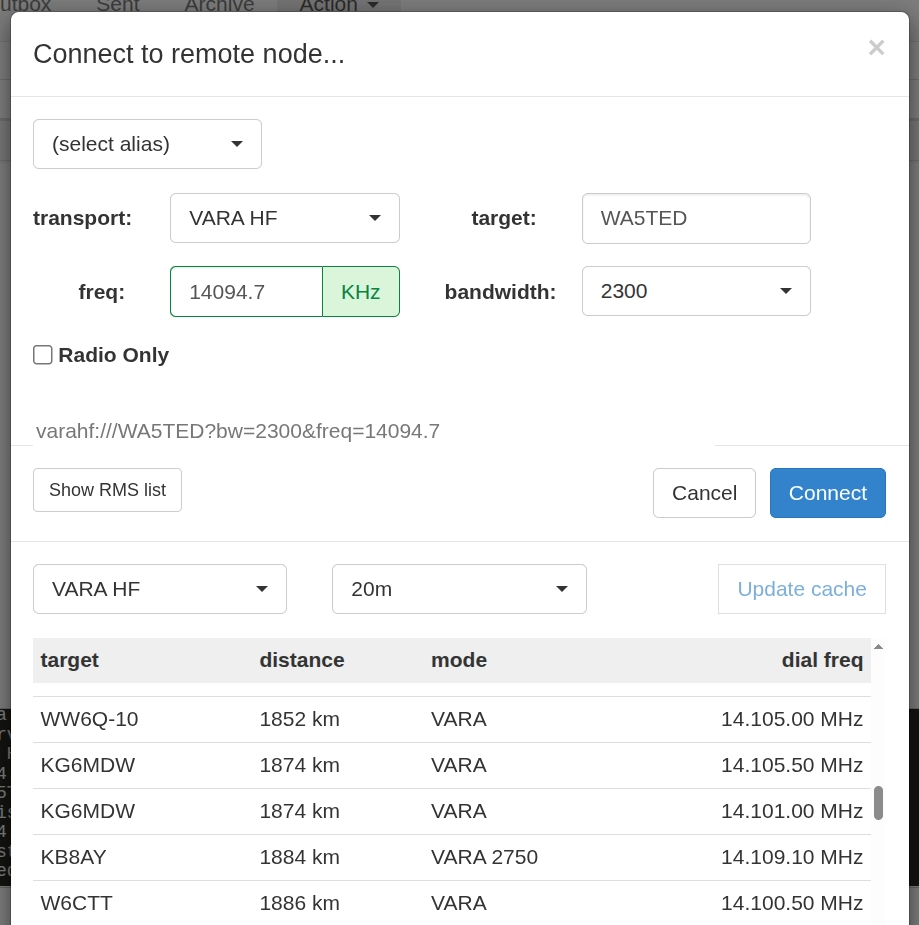 Sent Archive Action
Connect to remote node... ×
(select alias)
transport: VARA HF target: WA5TED
freq: 14094.7 KHz bandwidth: 2300
Radio Only
varahf:///WA5TED?bw=2300&freq=14094.7
Show RMS list Cancel Connect
VARA HF 20m Update cache
target distance mode dial freq
WW6Q-10 1852 km VARA 14.105.00 MHz
KG6MDW 1874 km VARA 14.105.50 MHz
KG6MDW 1874 km VARA 14.101.00 MHz
KB8AY 1884 km VARA 2750 14.109.10 MHz
W6CTT 1886 km VARA 14.100.50 MHz